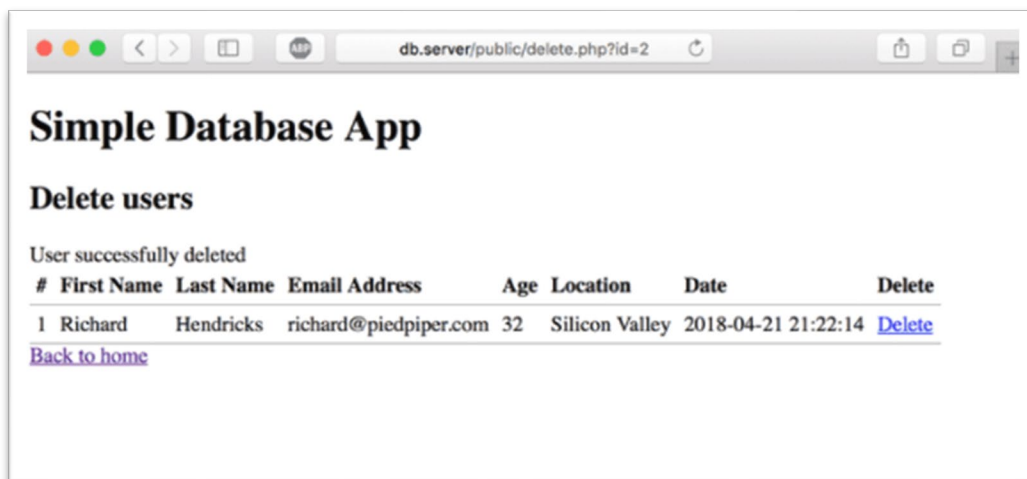 ABP
db.server/public/delete.php?id=2
Simple Database App
Delete users
User successfully deleted
# First Name Last Name Email Address Age Location Date Delete
1 Richard Hendricks richard@piedpiper.com 32 Silicon Valley 2018-04-21 21:22:14 Delete
Back to home